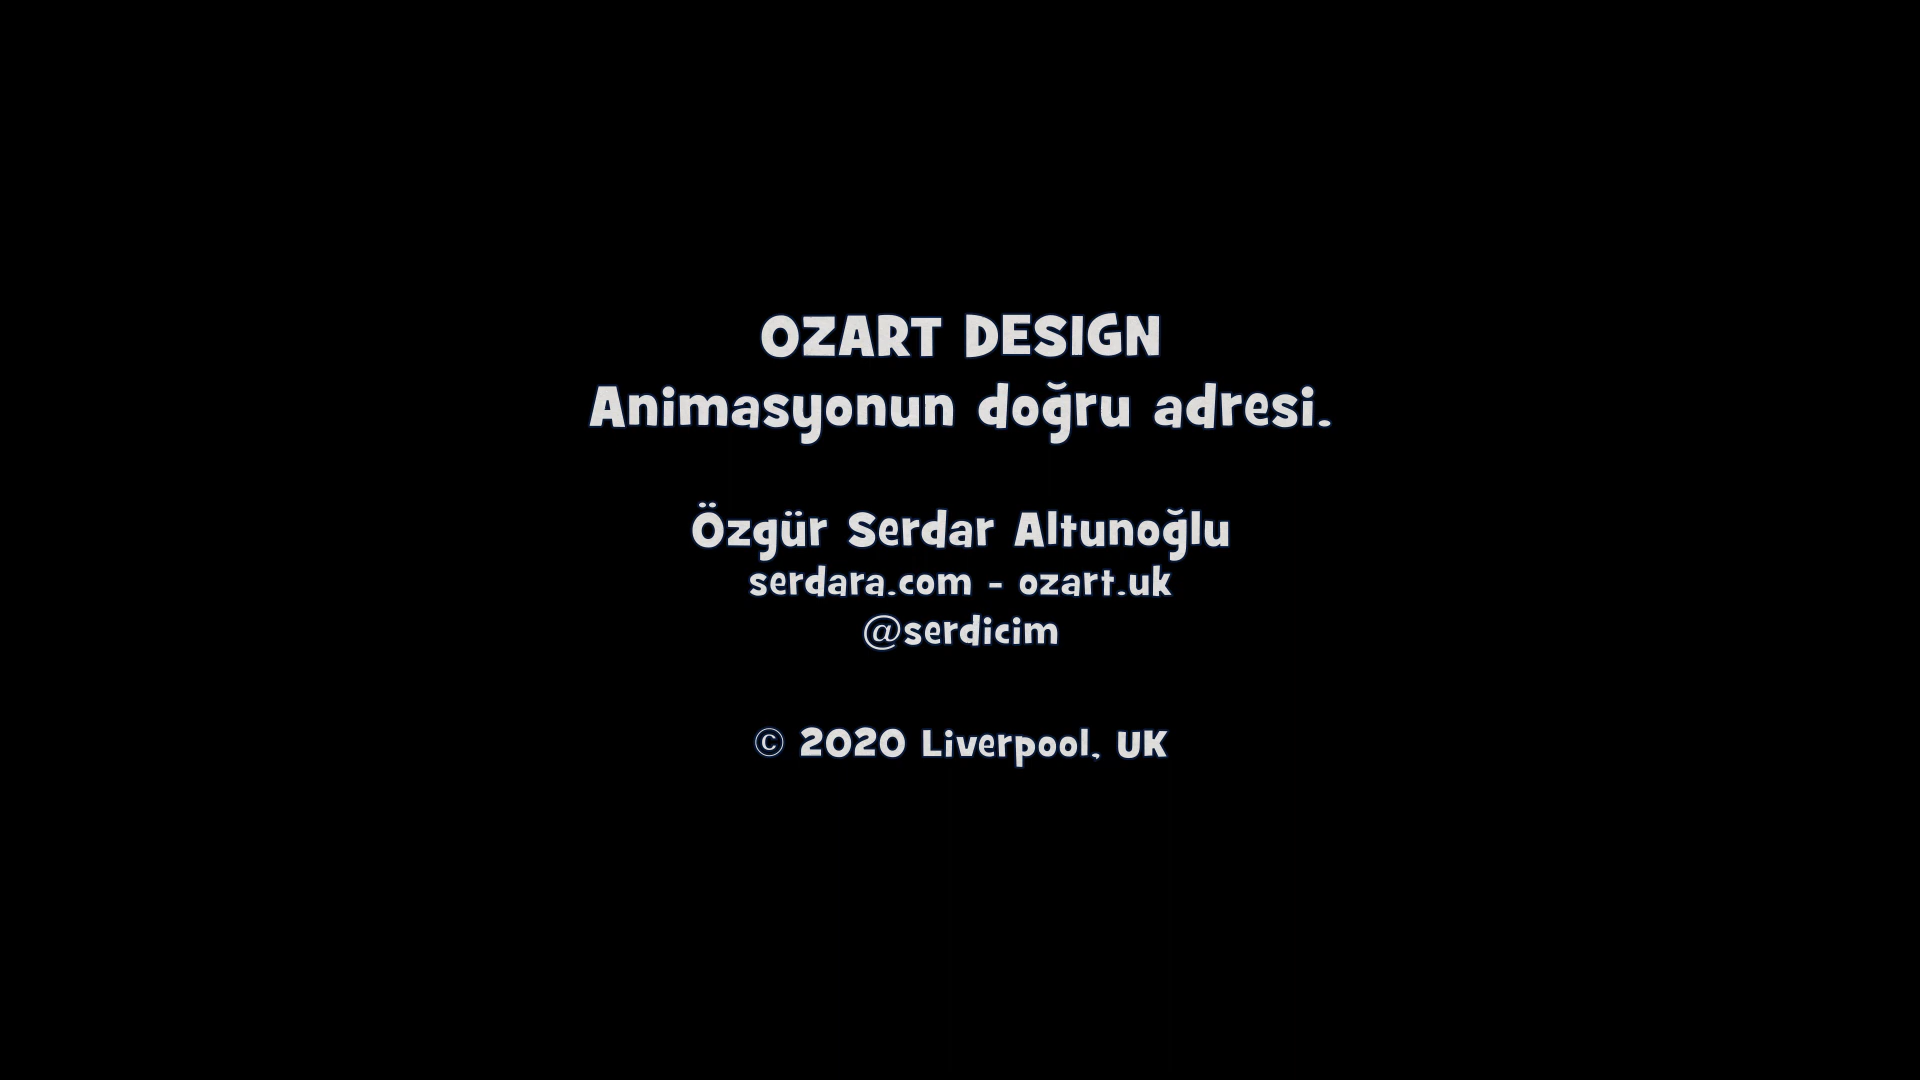 OZART DESIGN
Animasyonun doğru adresi.
Özgür Serdar Altunoğlu
serdara.com - ozart.uk
@serdicim
© 2020 Liverpool, UK